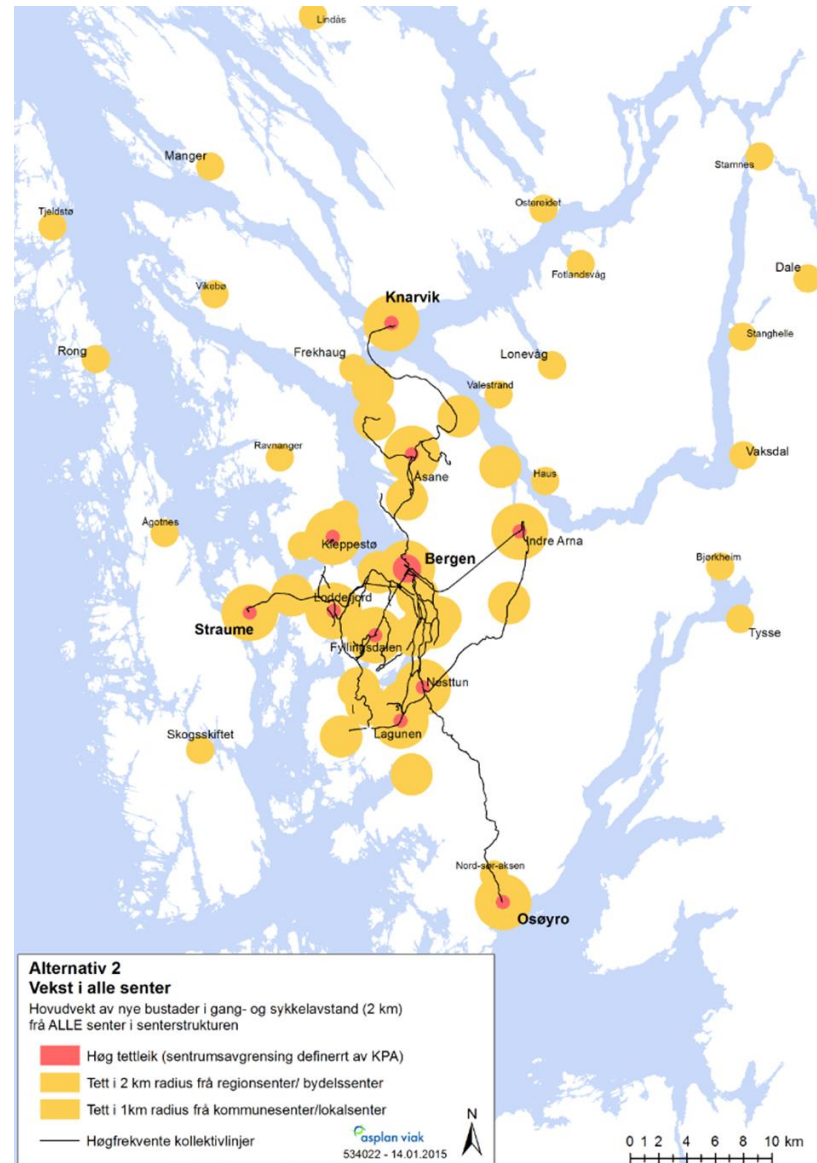 Lindås
Manger
Stamnes
Tjeldstø
Ostereidet
Fotlandsvåg
Dale
Vikebø
Knarvik
Stanghelle
Rong
Frekhaug
Lonevåg
Valestrand
Ravnanger
Åsane
Haus
Vaksdal
Ågotnes
Kleppestø
Indre Arna
Bergen
Bjørkheim
Loddefjord
Straume
Tysse
Fyllingsdalen
Nesttun
Lagunen
Skogsskiftet
Nord-sør-aksen
Osøyro
Alternativ 2
Vekst i alle senter
Hovudvekt av nye bustader i gang- og sykkelavstand (2 km)
frå ALLE senter i senterstrukturen
Høg tettleik (sentrumsavgrensing definerrt av KPA)
Tett i 2 km radius frå regionsenter/ bydelssenter
Tett i 1km radius frå kommunesenter/lokalsenter
Høgfrekvente kollektivlinjer
asplan viak
534022 - 14.01.2015
N
0 1 2 4 6 8 10 km